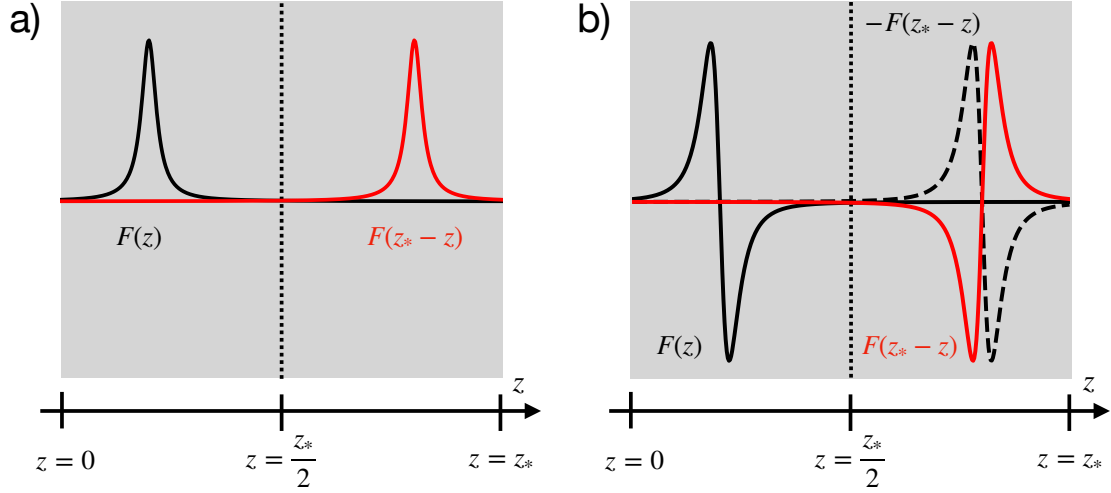 a)
F(z)
F(z* − z)
z
z = 0
z = z*/2
z = z*
b)
−F(z* − z)
F(z)
F(z* − z)
z
z = 0
z = z*/2
z = z*